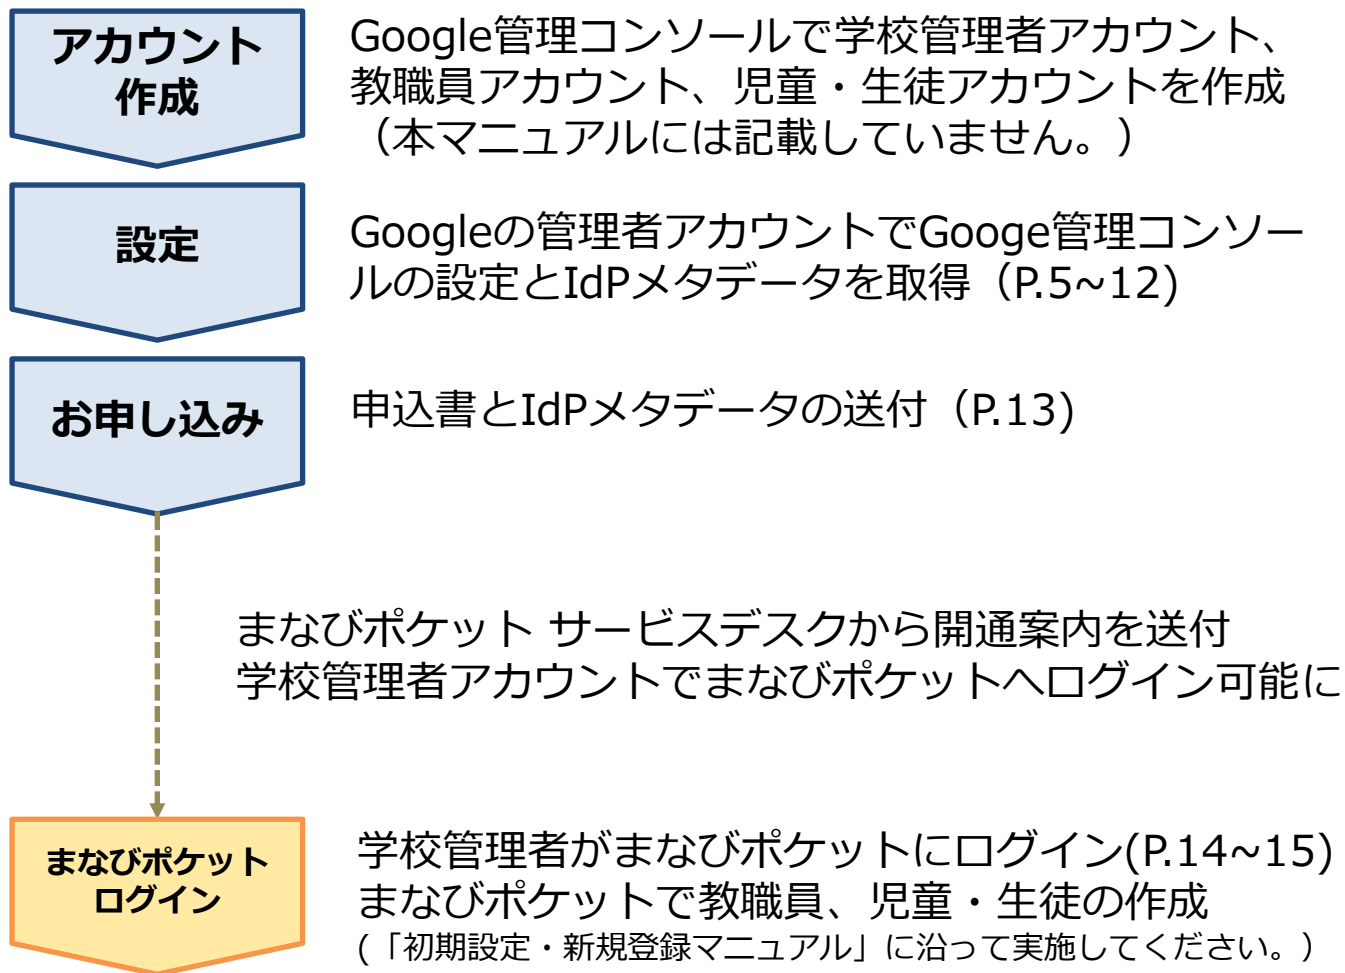 アカウント
作成
Google管理コンソールで学校管理者アカウント、
教職員アカウント、児童・生徒アカウントを作成
（本マニュアルには記載していません。）
設定
Googleの管理者アカウントでGooge管理コンソー
ルの設定とIdPメタデータを取得（P.5~12)
お申し込み
申込書とIdPメタデータの送付（P.13)
まなびポケット サービスデスクから開通案内を送付
学校管理者アカウントでまなびポケットへログイン可能に
まなびポケット
ログイン
学校管理者がまなびポケットにログイン(P.14~15)
まなびポケットで教職員、児童・生徒の作成
(「初期設定・新規登録マニュアル」に沿って実施してください。）